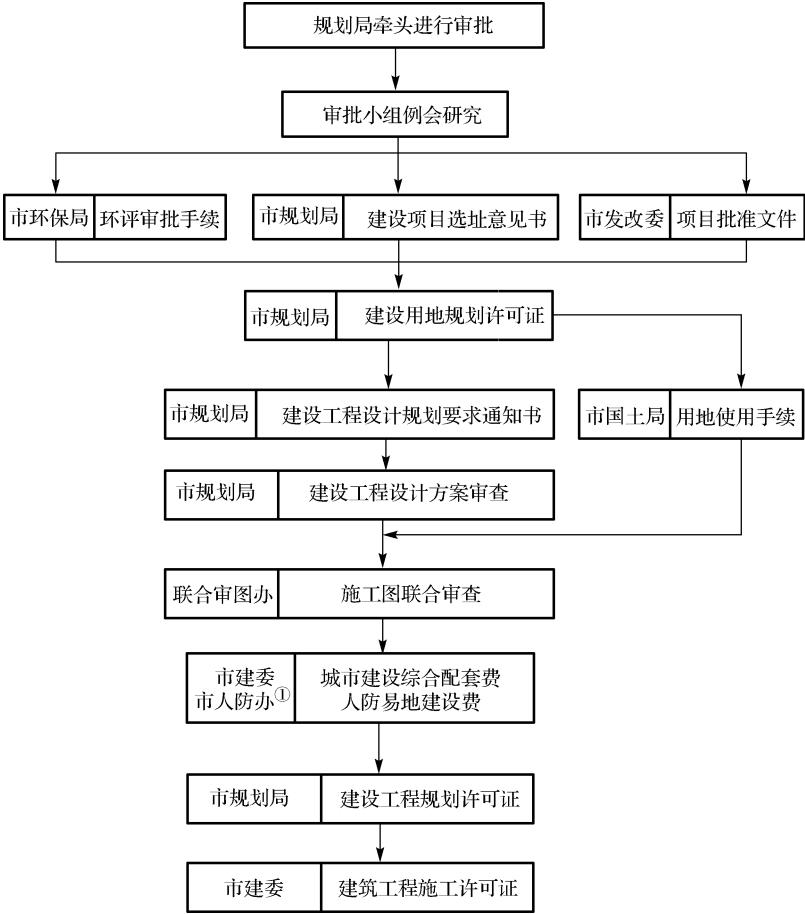 规划局牵头进行审批
审批小组例会研究
市环保局 环评审批手续
市规划局 建设项目选址意见书
市发改委 项目批准文件
市规划局 建设用地规划许可证
市规划局 建设工程设计规划要求通知书
市国土局 用地使用手续
市规划局 建设工程设计方案审查
联合审图办 施工图联合审查
市建委
市人防办①
城市建设综合配套费
人防易地建设费
市规划局 建设工程规划许可证
市建委 建筑工程施工许可证